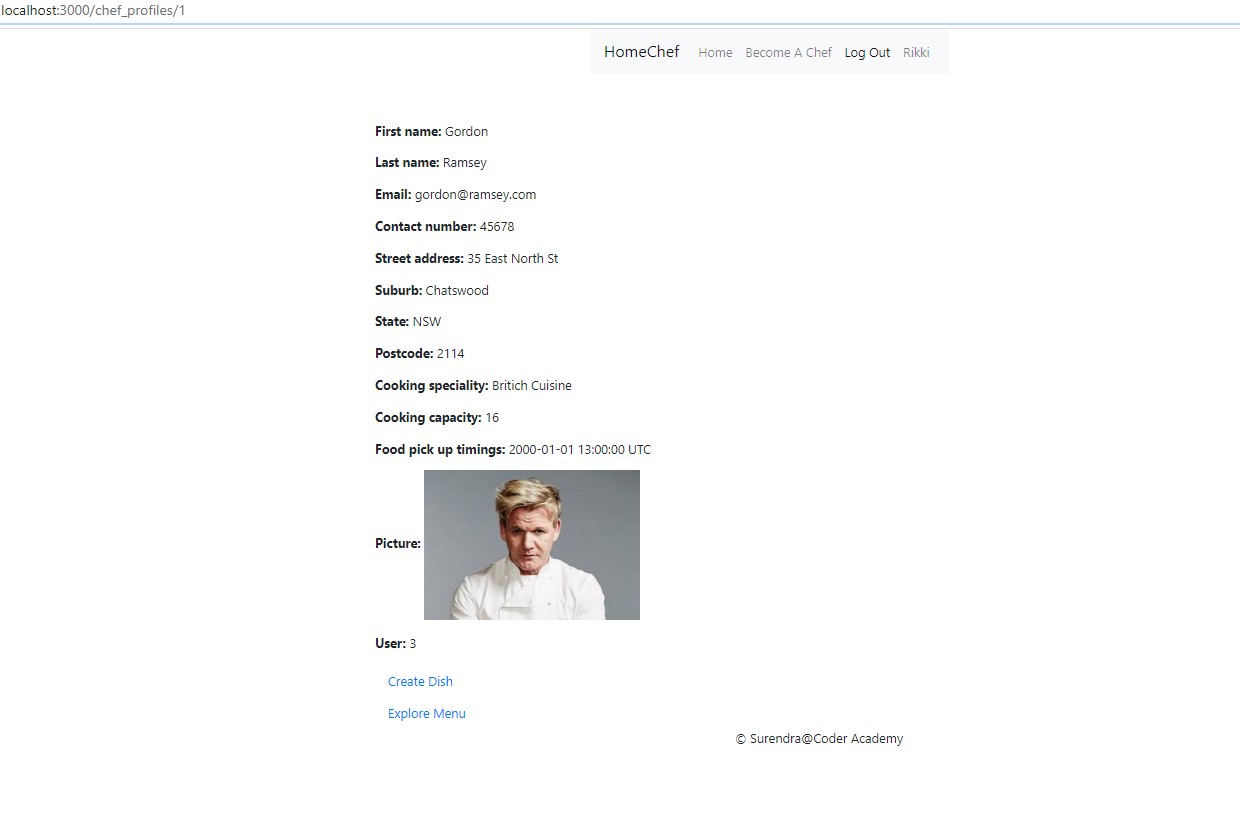 localhost:3000/chef_profiles/1
HomeChef Home Become A Chef Log Out Rikki
First name: Gordon
Last name: Ramsey
Email: gordon@ramsey.com
Contact number: 45678
Street address: 35 East North St
Suburb: Chatswood
State: NSW
Postcode: 2114
Cooking speciality: Britich Cuisine
Cooking capacity: 16
Food pick up timings: 2000-01-01 13:00:00 UTC
Picture:
User: 3
Create Dish
Explore Menu
© Surendra@Coder Academy